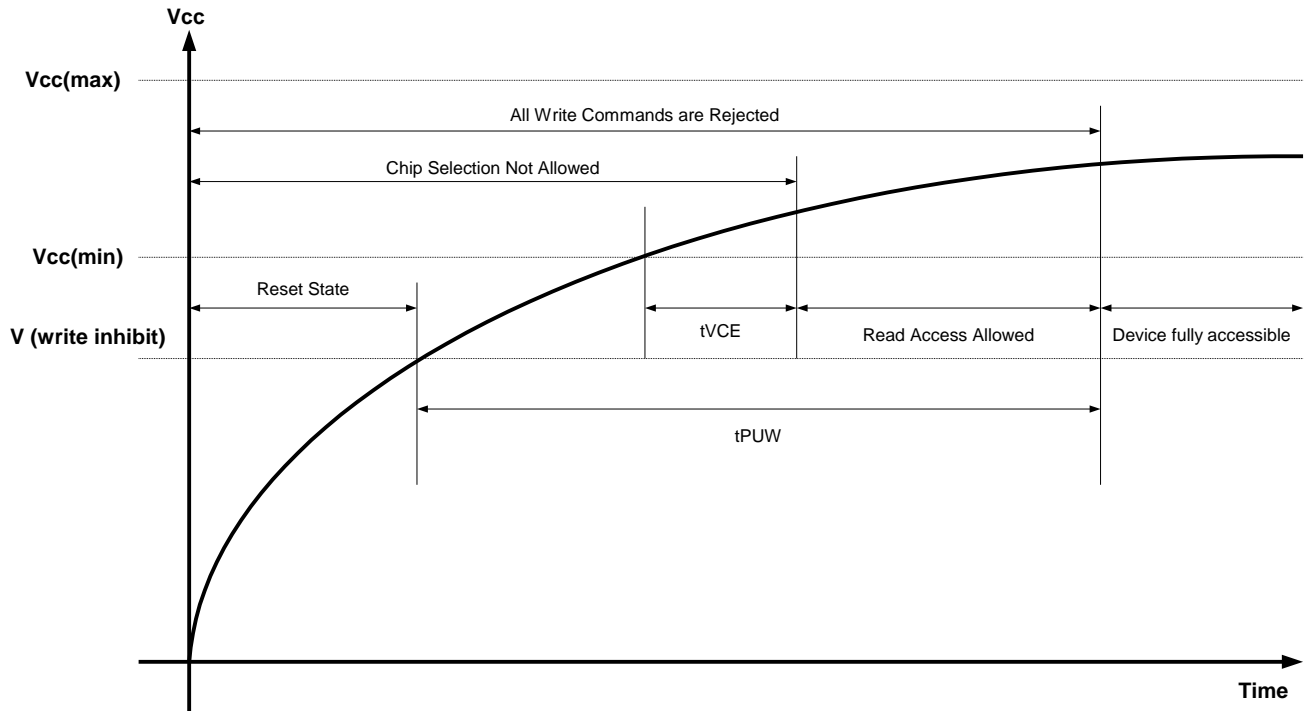 Vcc
Vcc(max)
All Write Commands are Rejected
Chip Selection Not Allowed
Vcc(min)
Reset State
V (write inhibit)
tVCE
Read Access Allowed
Device fully accessible
tPUW
Time